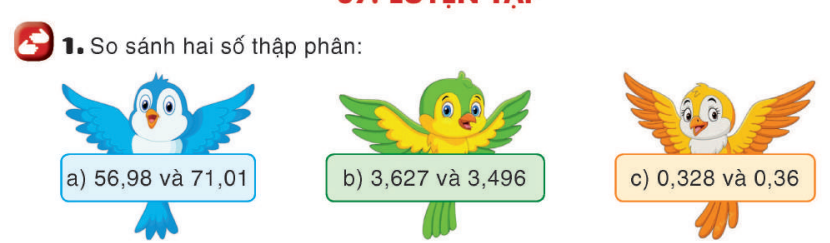 1. So sánh hai số thập phân:
a) 56,98 và 71,01
b) 3,627 và 3,496
c) 0,328 và 0,36